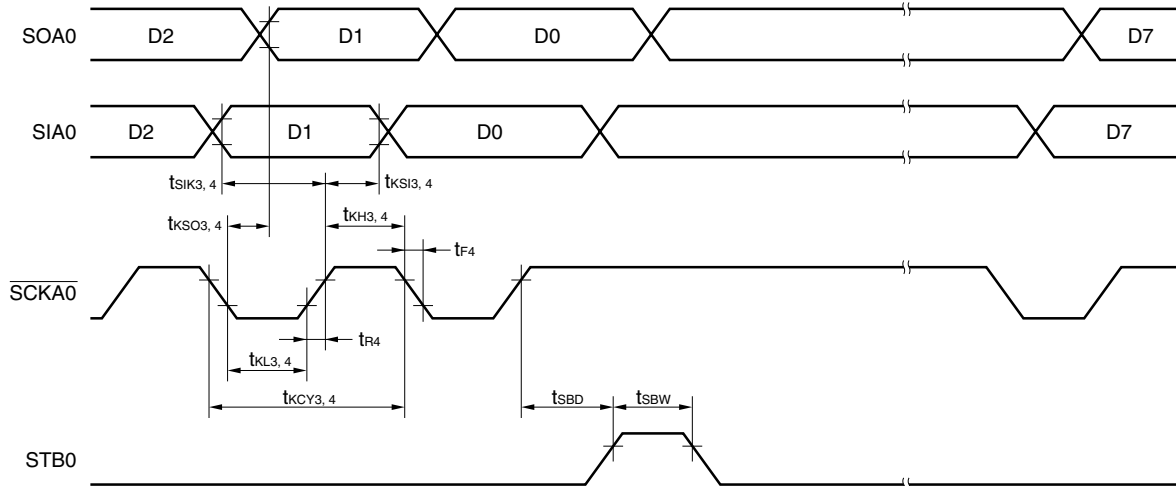 SOA0 D2 D1 D0 D7
SIA0 D2 D1 D0 D7
tSIK3, 4 tKSI3, 4
tKSO3, 4 tKH3, 4
tF4
SCKA0
tR4
tKL3, 4
tKCY3, 4 tSBD tSBW
STB0